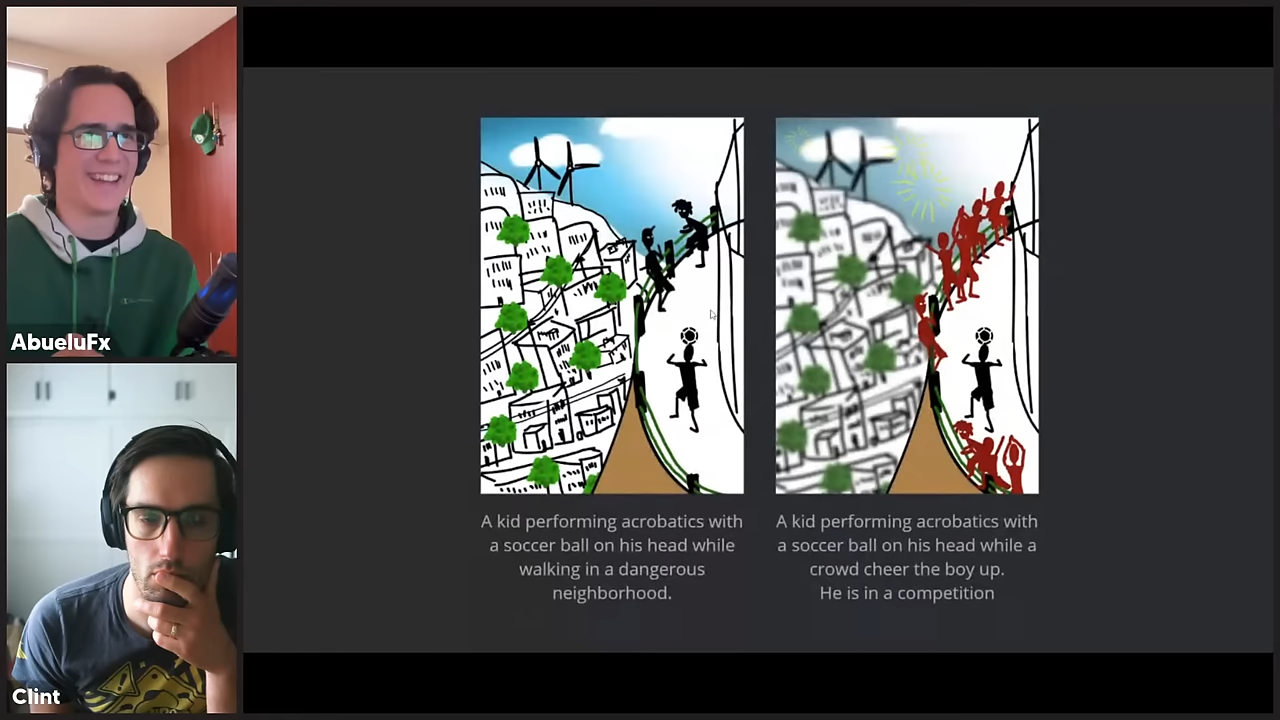 AbueluFx
Clint
A kid performing acrobatics with
a soccer ball on his head while
walking in a dangerous
neighborhood.
A kid performing acrobatics with
a soccer ball on his head while a
crowd cheer the boy up.
He is in a competition